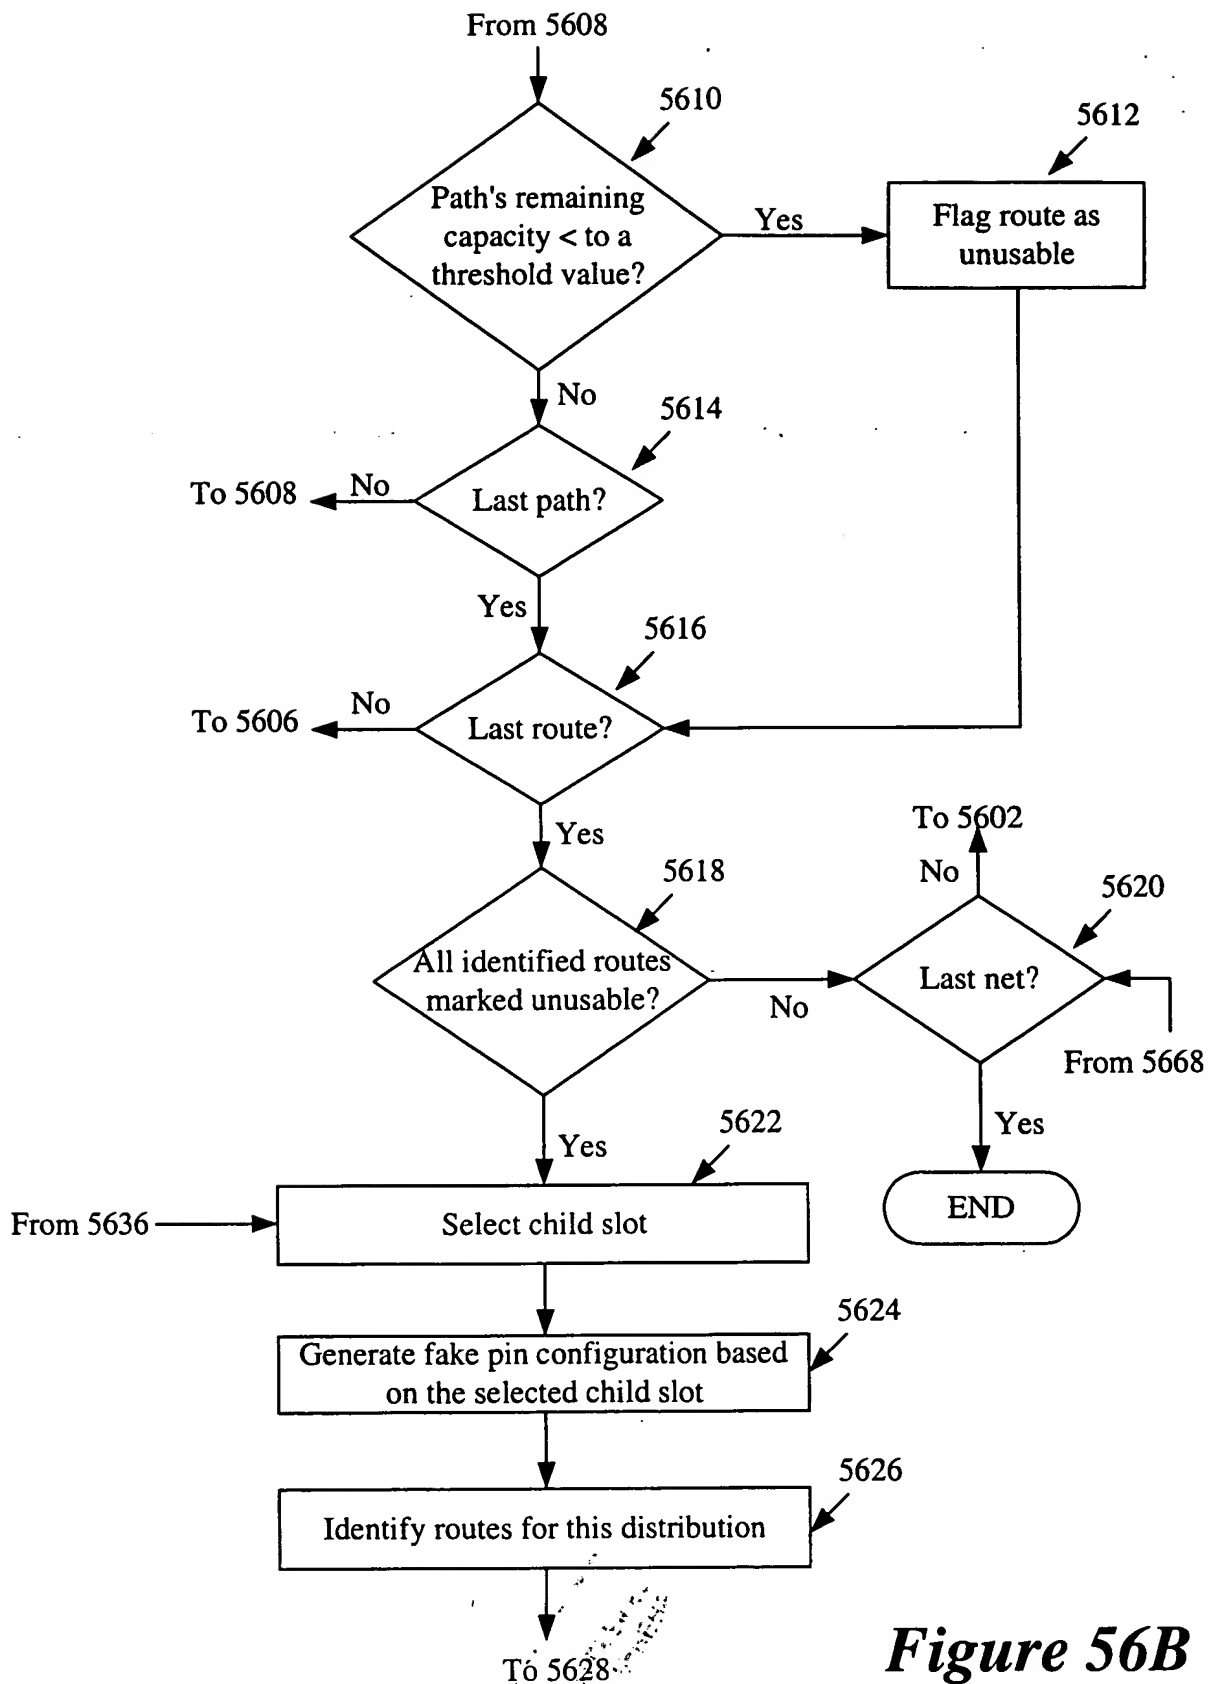 From 5608
5610
Path's remaining
capacity < to a
threshold value?
Yes
5612
Flag route as
unusable
No
5614
Last path?
No
To 5608
Yes
5616
Last route?
No
To 5606
Yes
To 5602
No
5618
5620
All identified routes
marked unusable?
No
Last net?
From 5668
Yes
END
Yes
5622
From 5636
Select child slot
5624
Generate fake pin configuration based
on the selected child slot
5626
Identify routes for this distribution
To 5628
Figure 56B